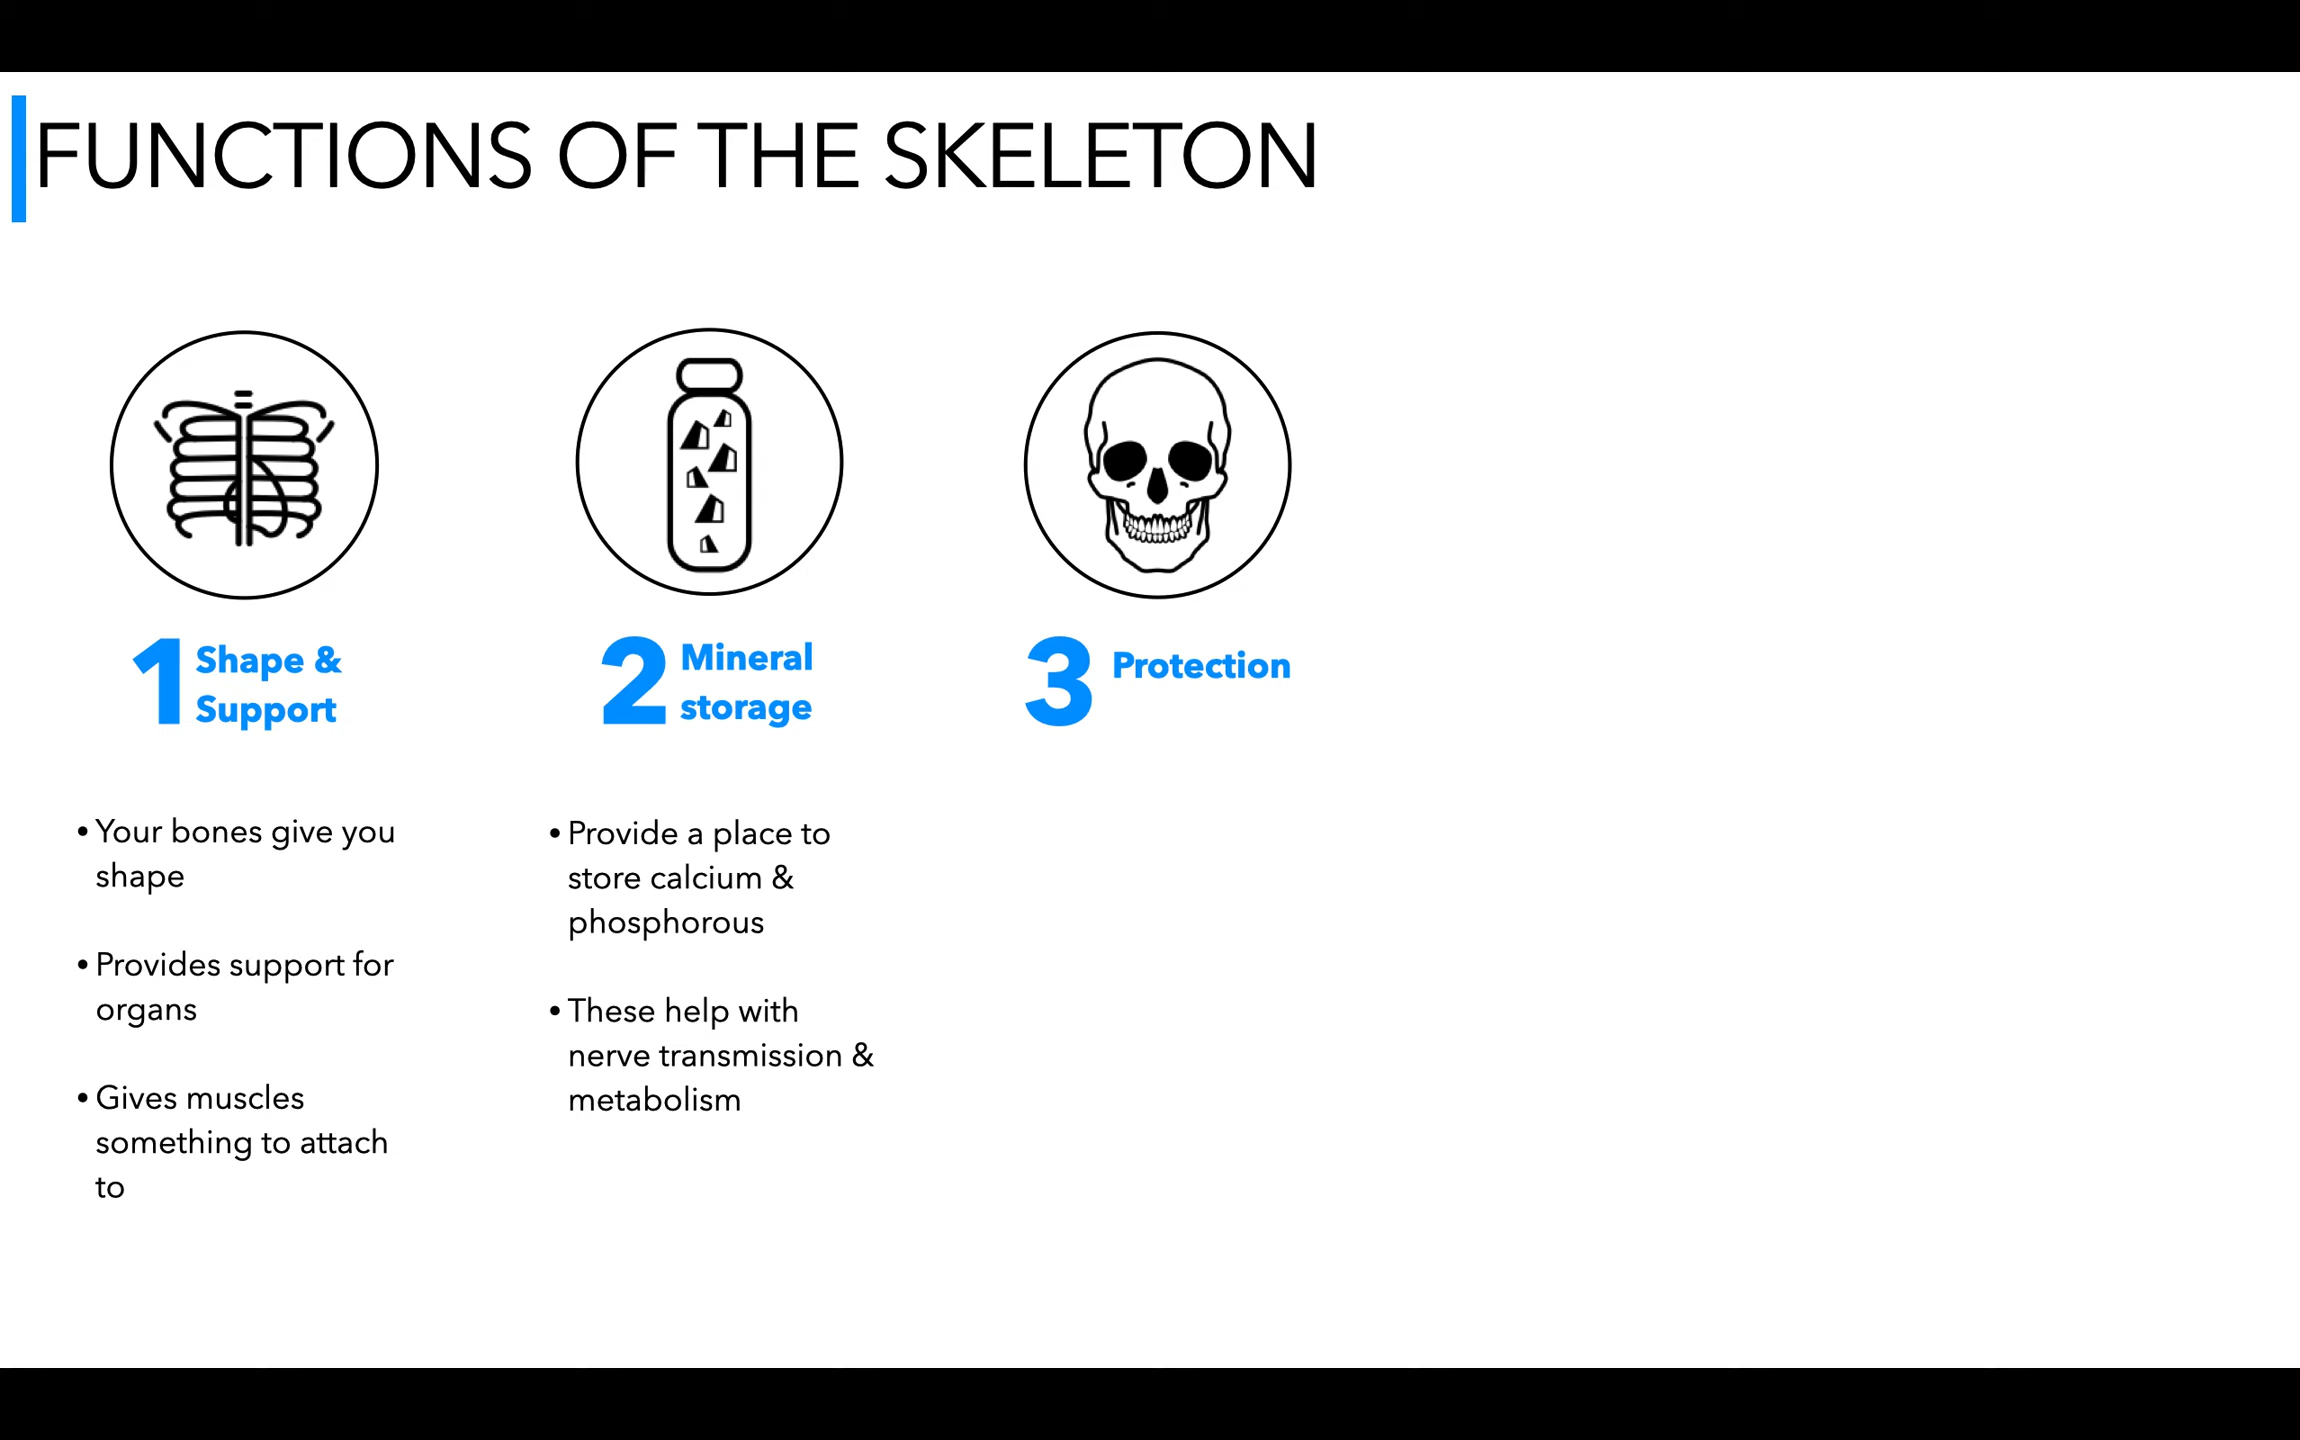 FUNCTIONS OF THE SKELETON
1 Shape &
Support
• Your bones give you
shape
• Provides support for
organs
• Gives muscles
something to attach
to
2 Mineral
storage
• Provide a place to
store calcium &
phosphorous
• These help with
nerve transmission &
metabolism
3 Protection